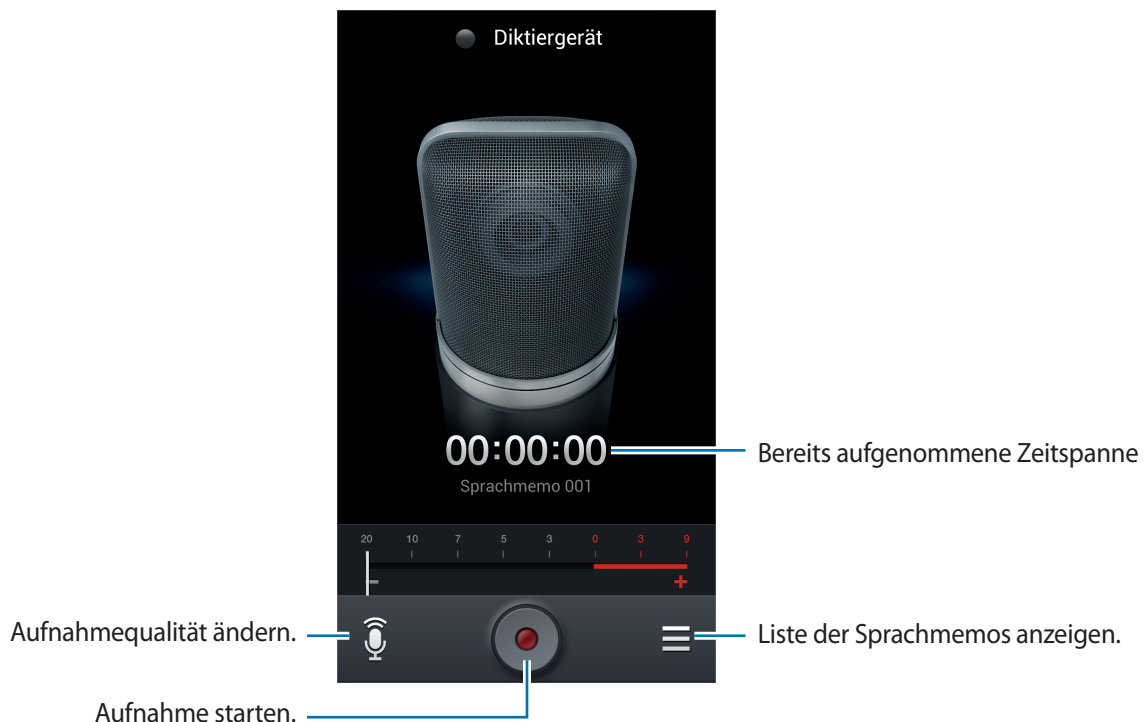 Diktiergerät
00:00:00
Bereits aufgenommene Zeitspanne
Sprachmemo 001
20 10 7 5 3 0 3 9
− +
Aufnahmequalität ändern.
Liste der Sprachmemos anzeigen.
Aufnahme starten.